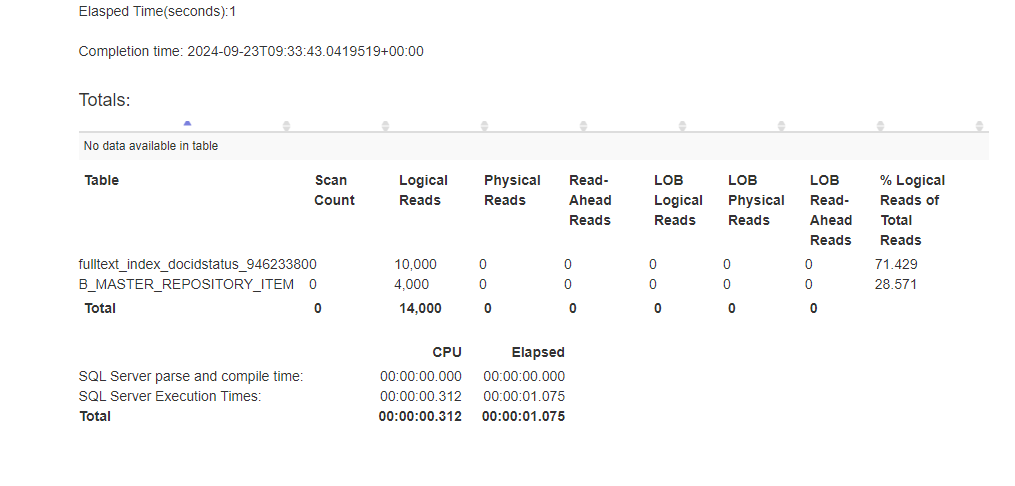 Elasped Time(seconds):1
Completion time: 2024-09-23T09:33:43.0419519+00:00
Totals:
No data available in table
Table Scan Count Logical Reads Physical Reads Read-Ahead Reads LOB Logical Reads LOB Physical Reads LOB Read-Ahead Reads % Logical Reads of Total Reads
fulltext_index_docidstatus_946233800 10,000 0 0 0 0 0 71.429
B_MASTER_REPOSITORY_ITEM 0 4,000 0 0 0 0 0 28.571
Total 0 14,000 0 0 0 0 0
CPU Elapsed
SQL Server parse and compile time: 00:00:00.000 00:00:00.000
SQL Server Execution Times: 00:00:00.312 00:00:01.075
Total 00:00:00.312 00:00:01.075